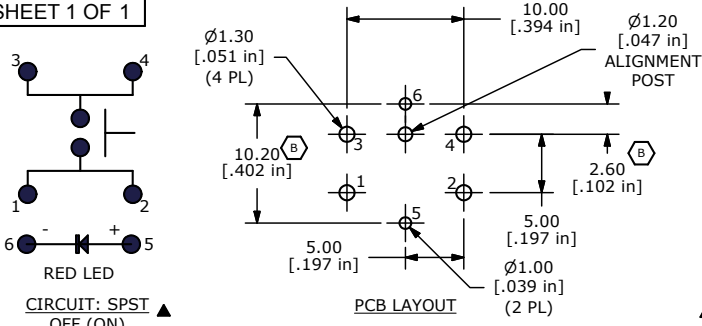 SHEET 1 OF 1
3
4
1
2
6
-
+
5
RED LED
CIRCUIT: SPST
OFF (ON)
Ø1.30
[.051 in]
(4 PL)
10.00
[.394 in]
Ø1.20
[.047 in]
ALIGNMENT
POST
6
3
4
10.20
[.402 in]
B
B
2.60
[.102 in]
1
2
5
5.00
[.197 in]
5.00
[.197 in]
Ø1.00
[.039 in]
(2 PL)
PCB LAYOUT